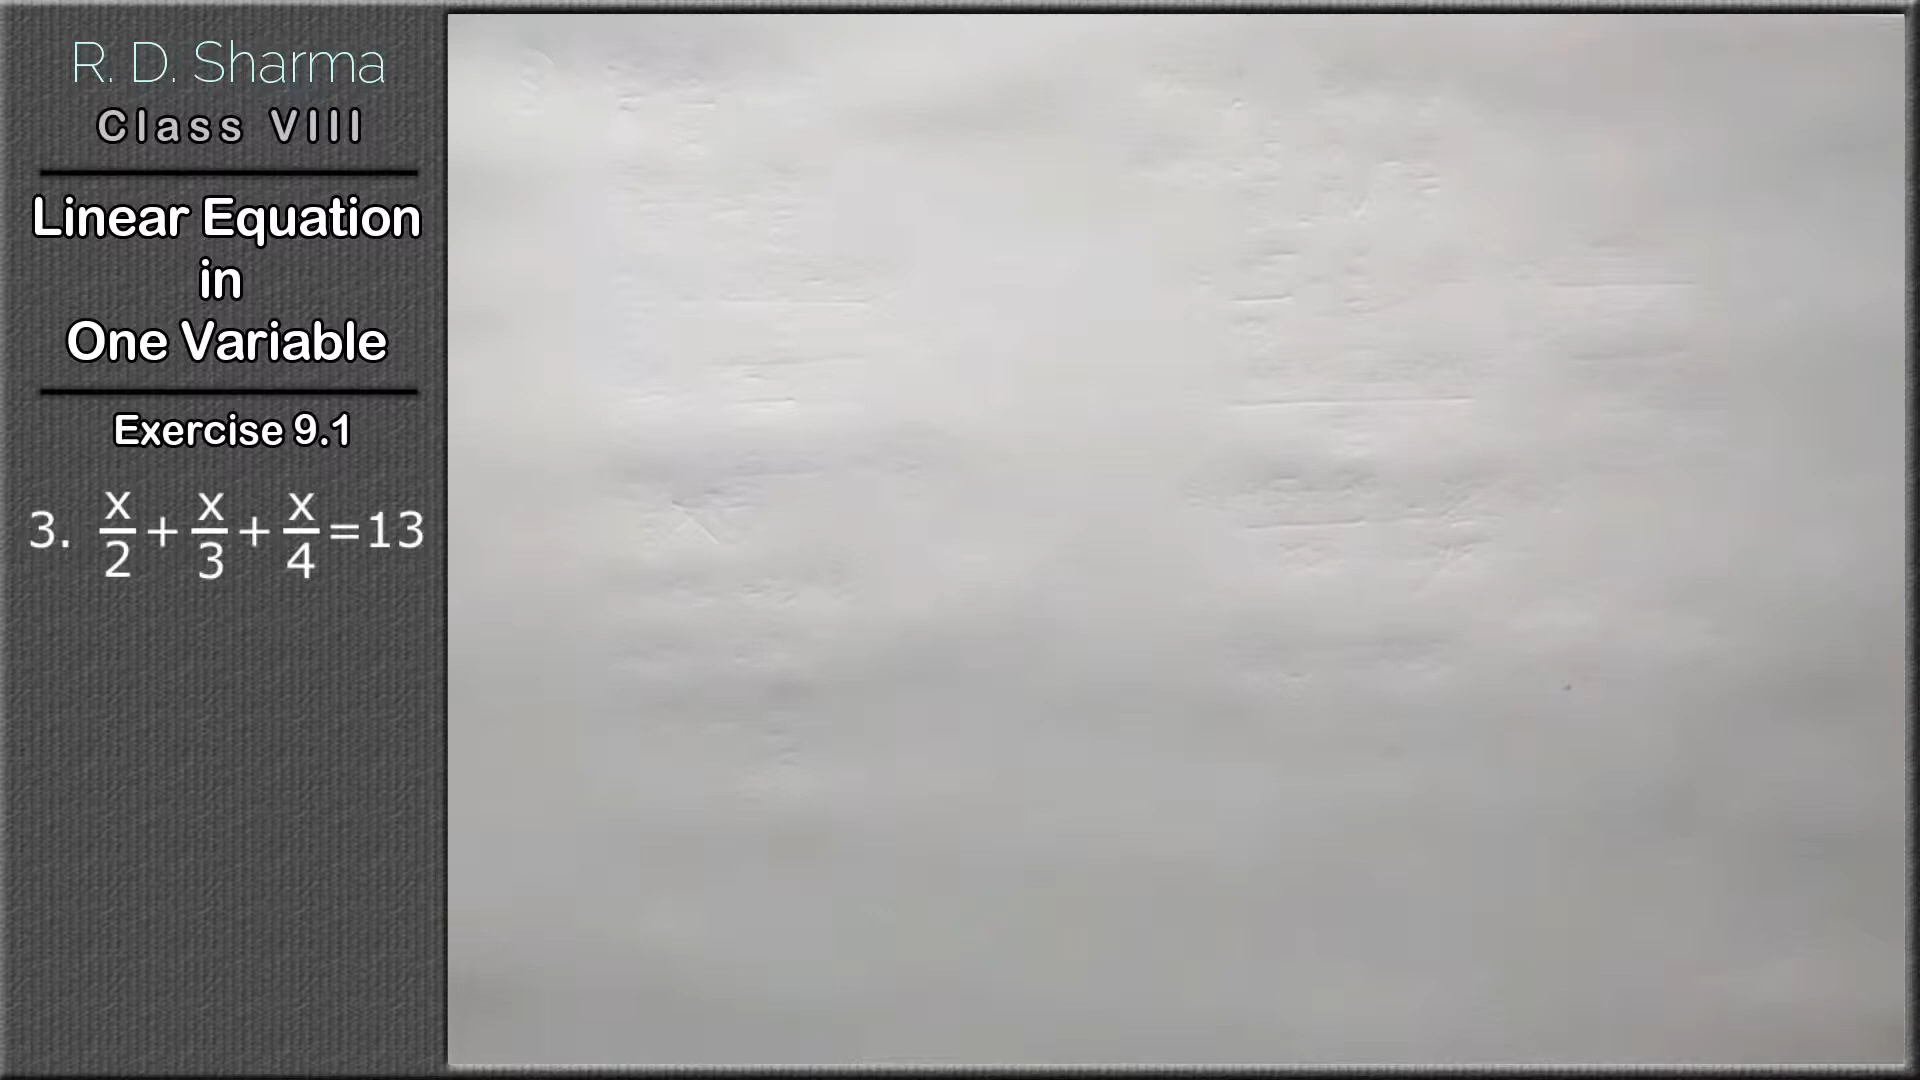 R. D. Sharma
Class VIII
Linear Equation
in
One Variable
Exercise 9.1
3. x/2 + x/3 + x/4 = 13